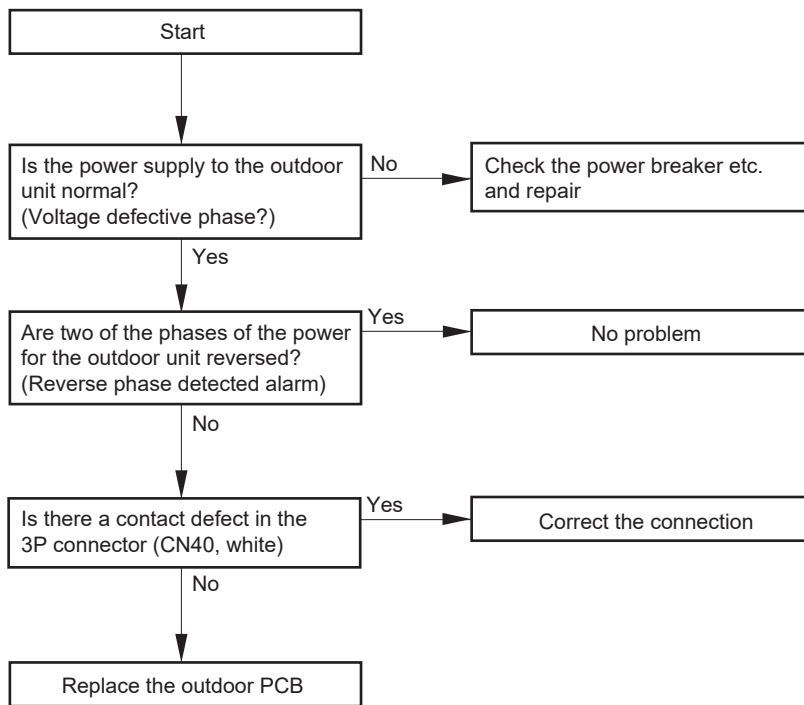 Start
Is the power supply to the outdoor
unit normal?
(Voltage defective phase?)
No
Check the power breaker etc.
and repair
Yes
Are two of the phases of the power
for the outdoor unit reversed?
(Reverse phase detected alarm)
Yes
No problem
No
Is there a contact defect in the
3P connector (CN40, white)
Yes
Correct the connection
No
Replace the outdoor PCB